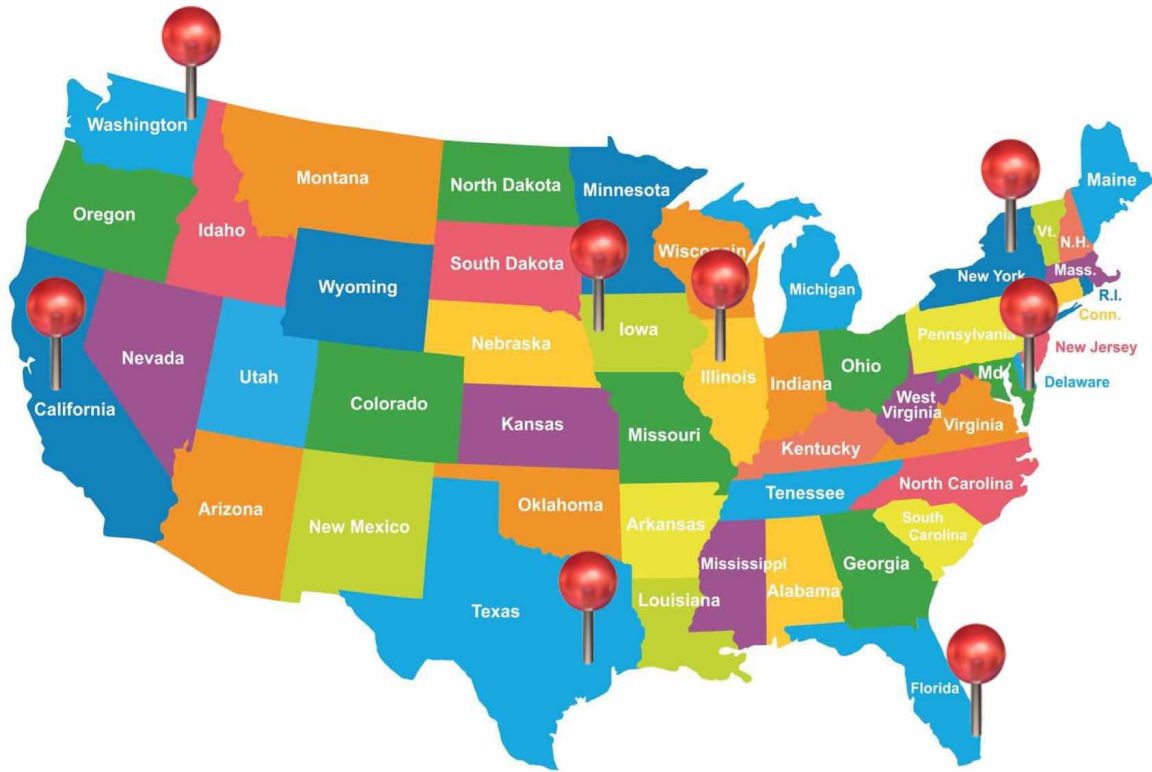 Washington
Montana
North Dakota
Minnesota
Maine
Oregon
Idaho
South Dakota
Wisconsin
Vt.
N.H.
Wyoming
Michigan
New York
Mass.
R.I.
Conn.
Nevada
Utah
Nebraska
Iowa
Pennsylvania
New Jersey
California
Colorado
Kansas
Missouri
Illinois
Indiana
Ohio
West
Virginia
Md
Delaware
Virginia
Kentucky
Arizona
New Mexico
Oklahoma
Arkansas
Tenessee
North Carolina
South
Carolina
Texas
Louisiana
Mississippi
Alabama
Georgia
Florida